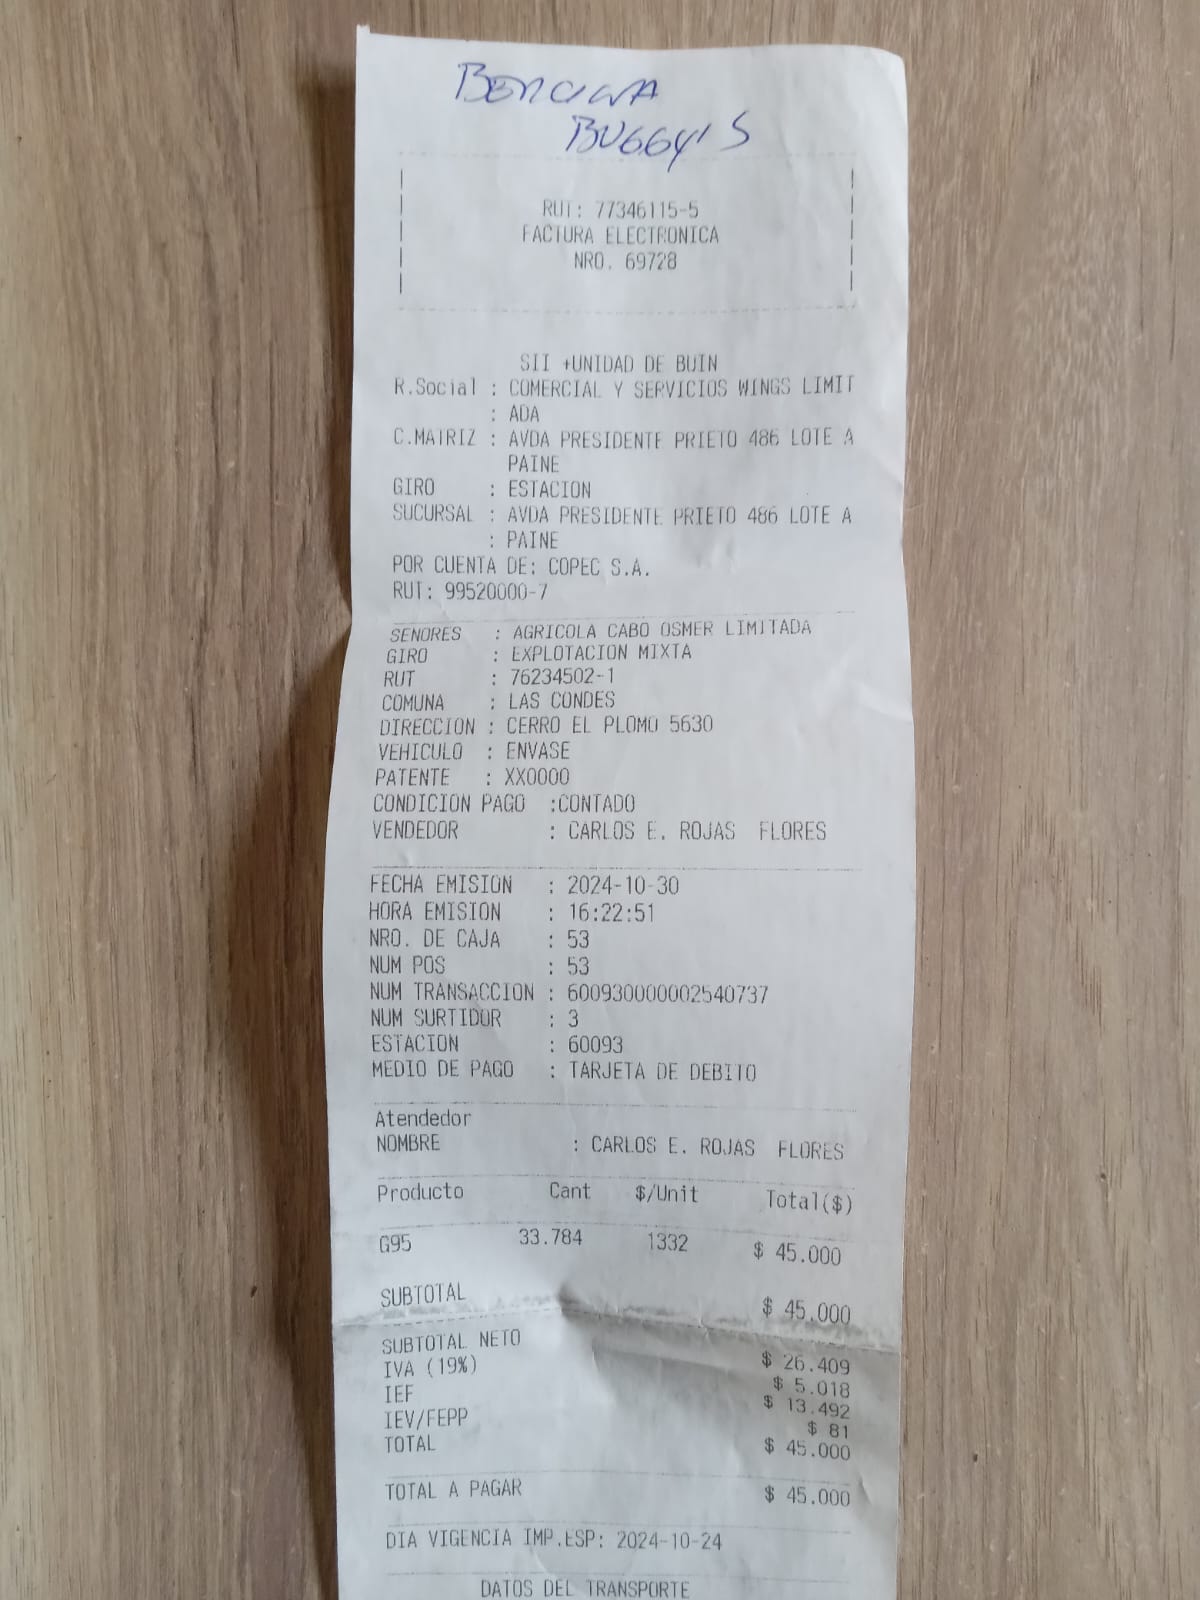 BENCINA
BUGGY'S
RUT: 77346115-5
FACTURA ELECTRONICA
NRO. 69728
SII +UNIDAD DE BUIN
R.Social : COMERCIAL Y SERVICIOS WINGS LIMIT
: ADA
C.MATRIZ : AVDA PRESIDENTE PRIETO 486 LOTE A
PAINE
GIRO : ESTACION
SUCURSAL : AVDA PRESIDENTE PRIETO 486 LOTE A
: PAINE
POR CUENTA DE: COPEC S.A.
RUT: 99520000-7
SENORES : AGRICOLA CABO OSMER LIMITADA
GIRO : EXPLOTACION MIXTA
RUT : 76234502-1
COMUNA : LAS CONDES
DIRECCION : CERRO EL PLOMO 5630
VEHICULO : ENVASE
PATENTE : XX0000
CONDICION PAGO :CONTADO
VENDEDOR : CARLOS E. ROJAS FLORES
FECHA EMISION : 2024-10-30
HORA EMISION : 16:22:51
NRO. DE CAJA : 53
NUM POS : 53
NUM TRANSACCION : 600930000002540737
NUM SURTIDOR : 3
ESTACION : 60093
MEDIO DE PAGO : TARJETA DE DEBITO
Atendedor
NOMBRE : CARLOS E. ROJAS FLORES
Producto Cant $/Unit Total($)
G95 33.784 1332 $ 45.000
SUBTOTAL $ 45.000
SUBTOTAL NETO $ 26.409
IVA (19%) $ 5.018
IEF $ 13.492
IEV/FEPP $ 81
TOTAL $ 45.000
TOTAL A PAGAR $ 45.000
DIA VIGENCIA IMP.ESP: 2024-10-24
DATOS DEL TRANSPORTE